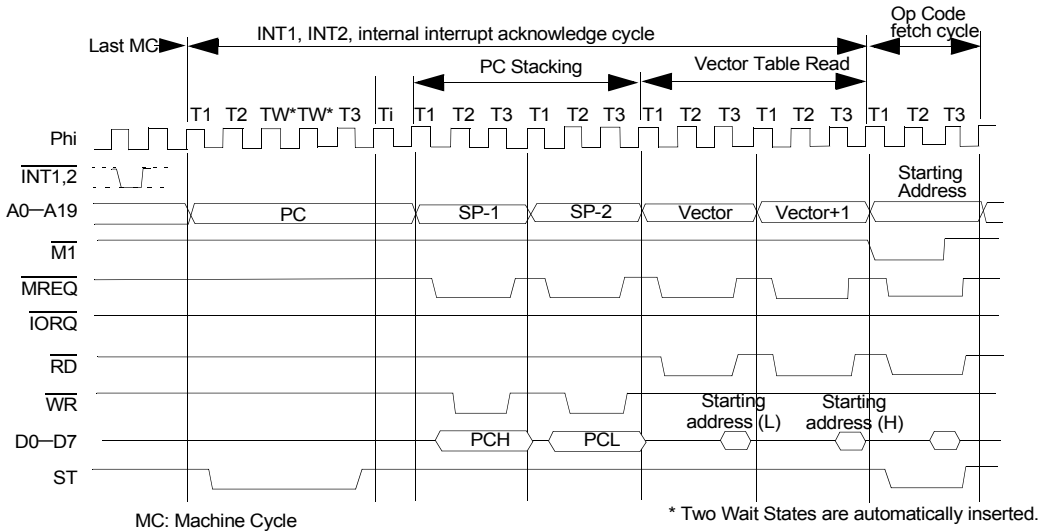 Op Code
Last MC INT1, INT2, internal interrupt acknowledge cycle fetch cycle
PC Stacking Vector Table Read
T1 T2 TW*TW* T3 Ti T1 T2 T3 T1 T2 T3 T1 T2 T3 T1 T2 T3 T1 T2 T3
Phi
INT1,2 Starting
Address
A0—A19 PC SP-1 SP-2 Vector Vector+1
M1
MREQ
IORQ
RD
WR Starting address (L) Starting address (H)
D0—D7 PCH PCL
ST
MC: Machine Cycle * Two Wait States are automatically inserted.